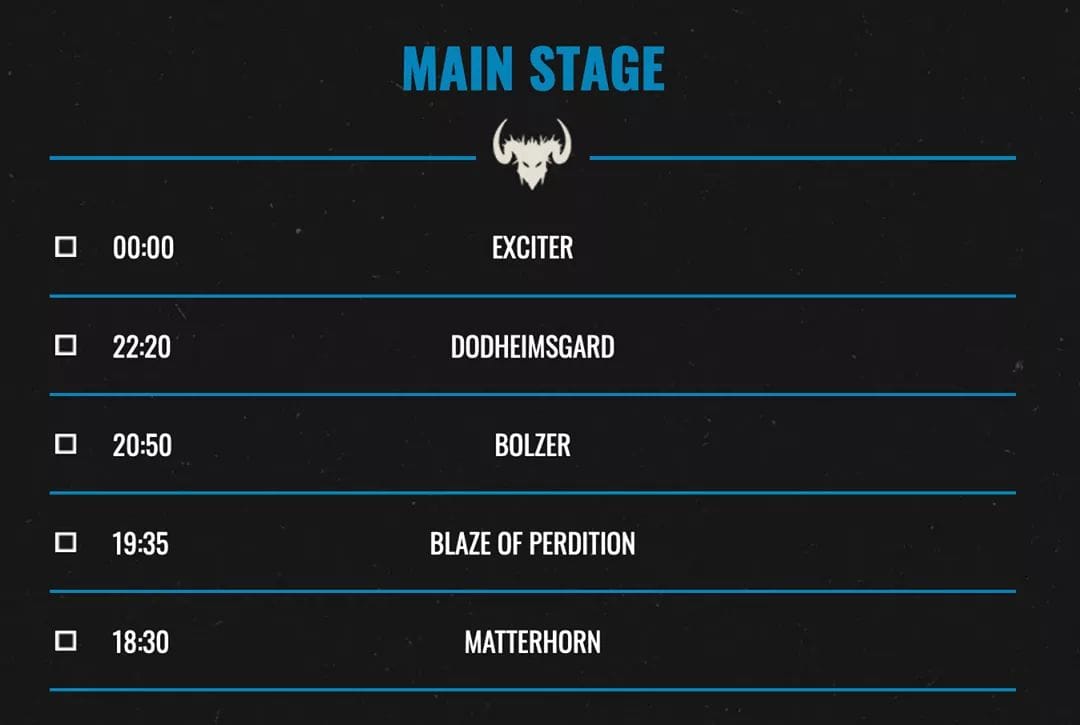 MAIN STAGE
00:00 EXCITER
22:20 DODHEIMSGARD
20:50 BOLZER
19:35 BLAZE OF PERDITION
18:30 MATTERHORN